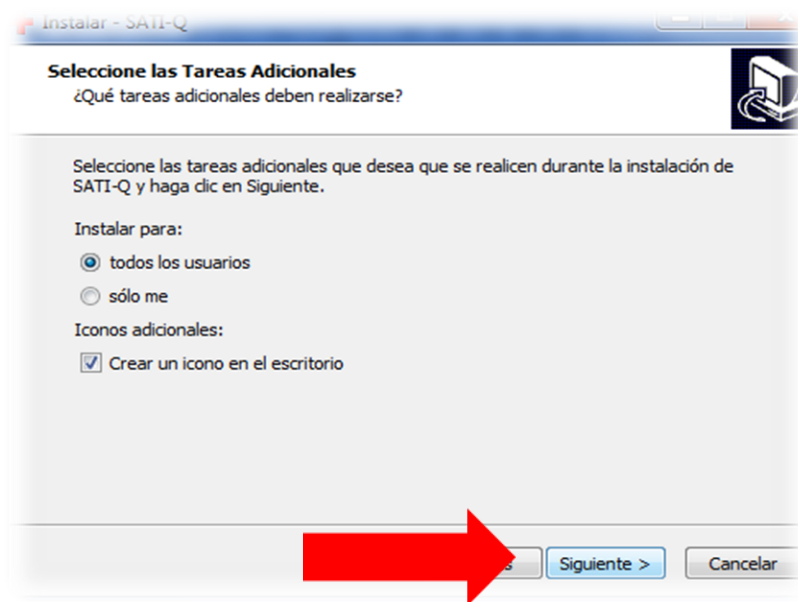 Instalar - SATI-Q
Seleccione las Tareas Adicionales
¿Qué tareas adicionales deben realizarse?
Seleccione las tareas adicionales que desea que se realicen durante la instalación de
SATI-Q y haga clic en Siguiente.
Instalar para:
todos los usuarios
sólo me
Iconos adicionales:
Crear un icono en el escritorio
Siguiente >
Cancelar